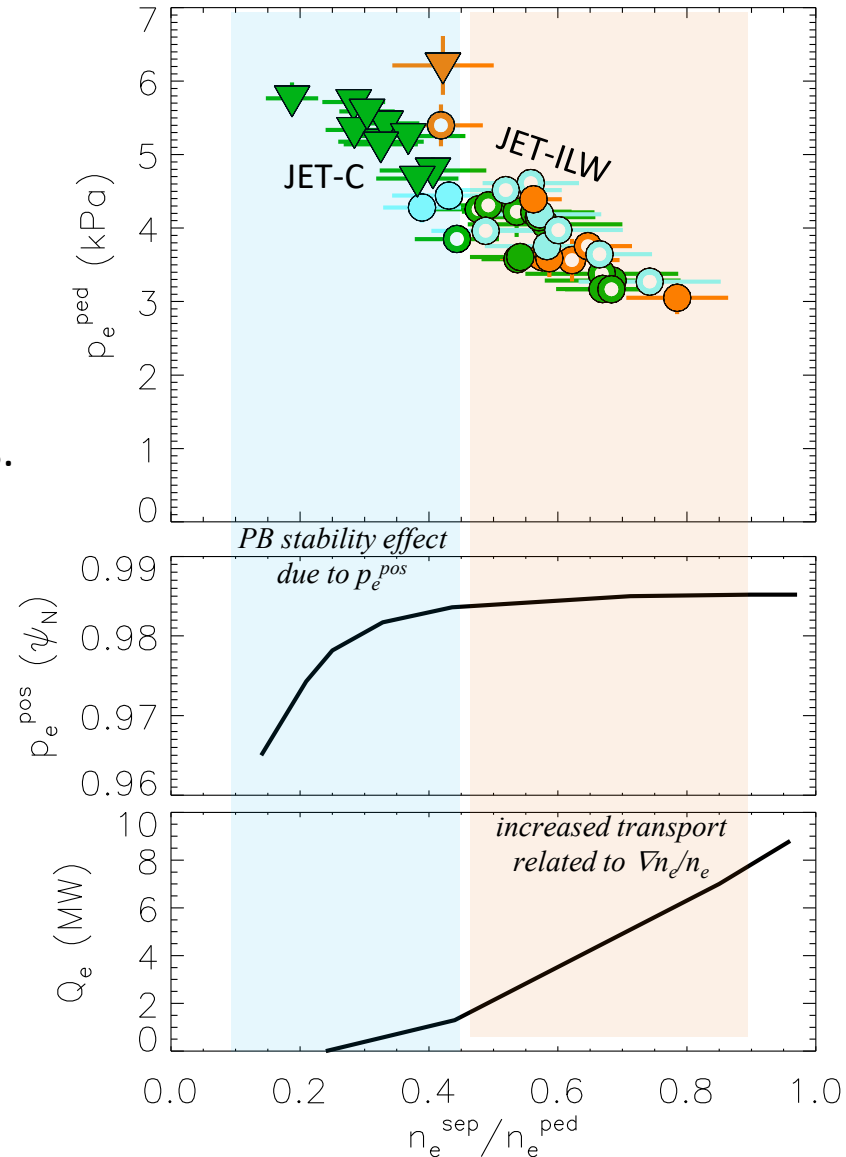 7
6
5
4
3
2
1
0
p_e^ped (kPa)
JET-C
JET-ILW
.
PB stability effect
due to p_e^pos
0.99
0.98
0.97
0.96
p_e^pos (ψ_N)
increased transport
related to ∇n_e/n_e
10
8
6
4
2
0
Q_e (MW)
0.0 0.2 0.4 0.6 0.8 1.0
n_e^sep/n_e^ped